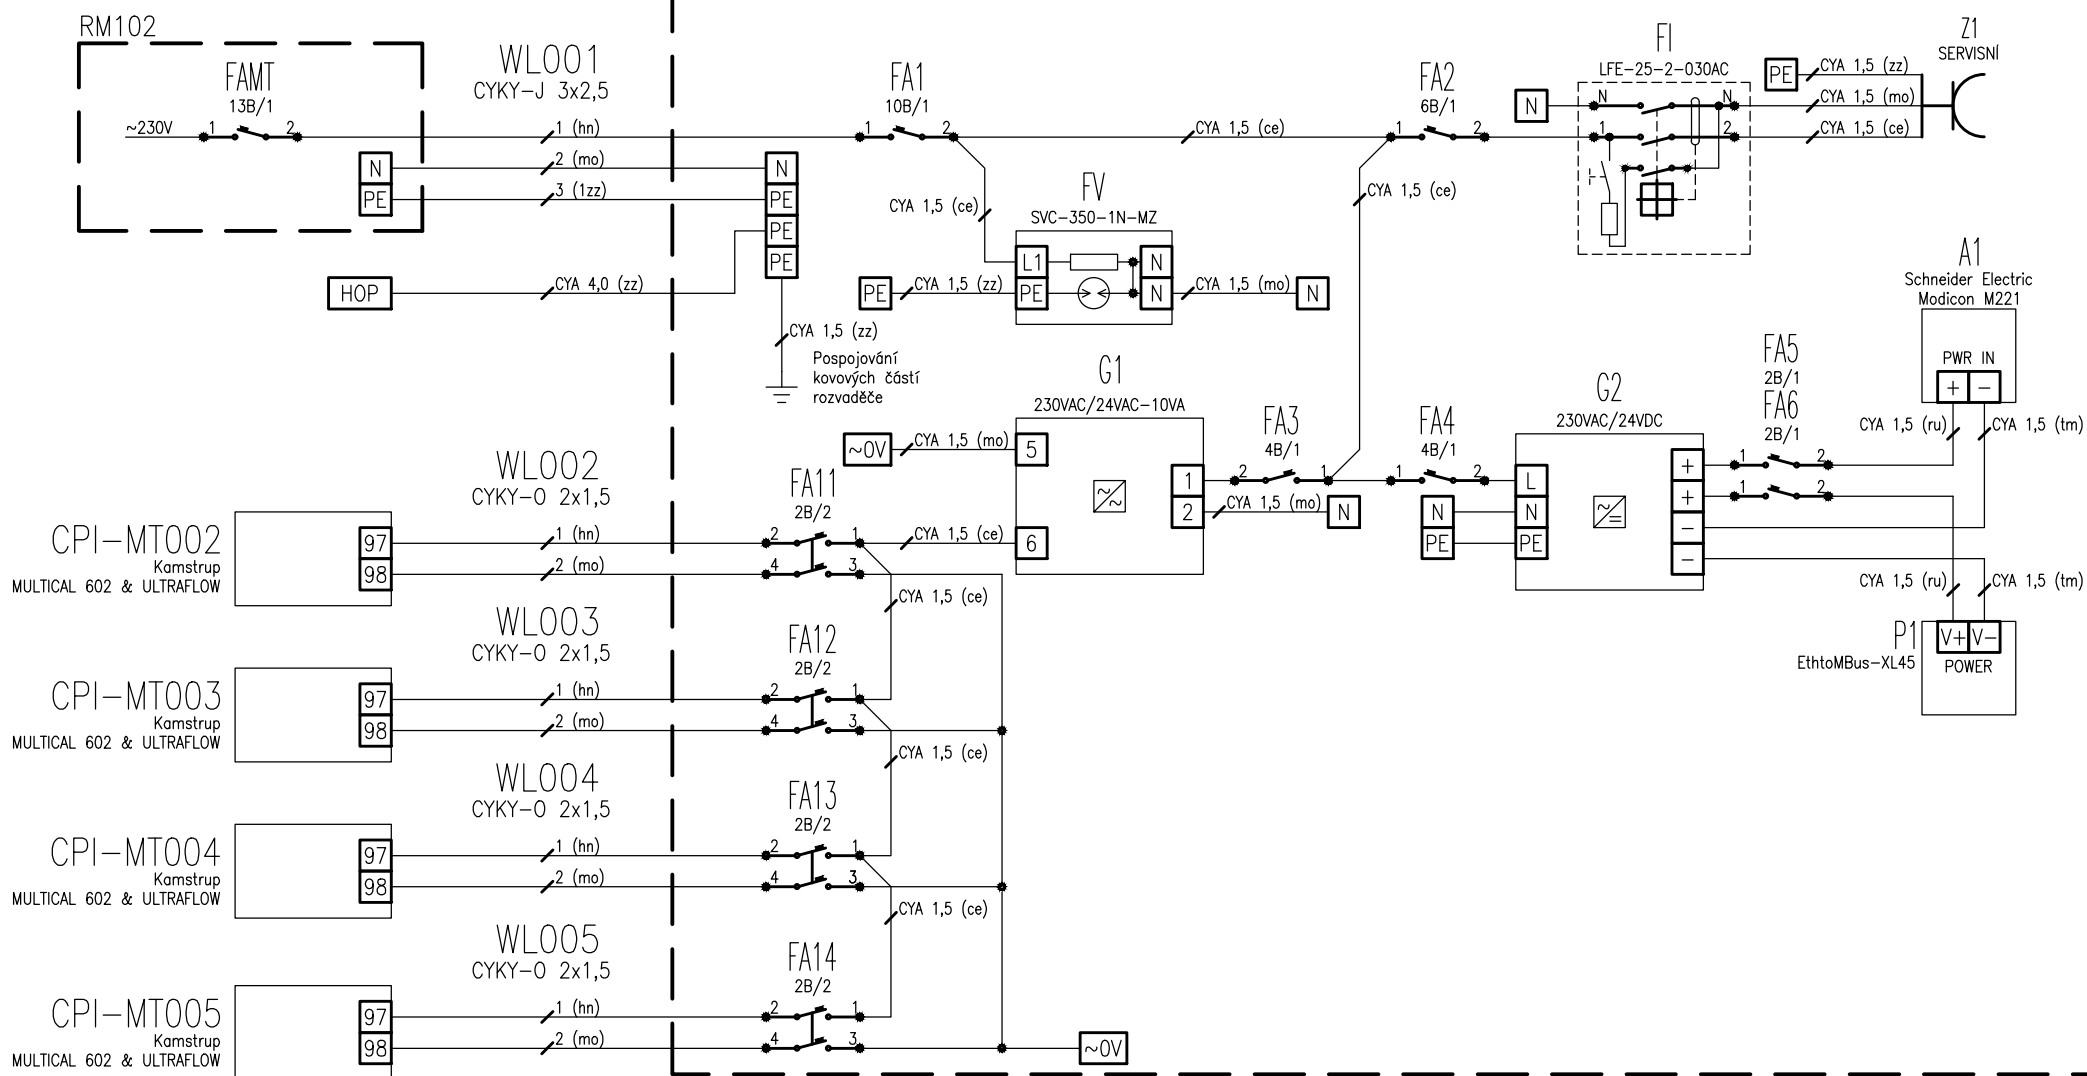 RM102
FAMT
13B/1
~230V
1
2
N
PE
WL001
CYKY-J 3x2,5
1 (hn)
2 (mo)
3 (1zz)
N
PE
PE
PE
HOP
CYA 4,0 (zz)
CYA 1,5 (zz)
Pospojování
kovových částí
rozvaděče
FA1
10B/1
1
2
CYA 1,5 (ce)
CYA 1,5 (ce)
FV
SVC-350-1N-MZ
L1
N
PE
N
PE
CYA 1,5 (zz)
CYA 1,5 (mo)
N
FA2
6B/1
1
2
CYA 1,5 (ce)
FI
LFE-25-2-030AC
N
N
N
1
2
PE
CYA 1,5 (zz)
CYA 1,5 (mo)
CYA 1,5 (ce)
Z1
SERVISNÍ
A1
Schneider Electric
Modicon M221
PWR IN
+
-
CYA 1,5 (ru)
CYA 1,5 (tm)
G1
230VAC/24VAC-10VA
~0V
CYA 1,5 (mo)
5
6
1
2
CYA 1,5 (ce)
FA3
4B/1
2
1
CYA 1,5 (mo)
N
FA4
4B/1
1
2
N
PE
G2
230VAC/24VDC
L
N
PE
+
+
-
-
FA5
2B/1
FA6
2B/1
1
2
1
2
CYA 1,5 (ru)
CYA 1,5 (tm)
P1
EthtoMBus-XL45
V+
V-
POWER
WL002
CYKY-O 2x1,5
CPI-MT002
Kamstrup
MULTICAL 602 & ULTRAFLOW
97
98
1 (hn)
2 (mo)
FA11
2B/2
2
1
4
3
CYA 1,5 (ce)
WL003
CYKY-O 2x1,5
CPI-MT003
Kamstrup
MULTICAL 602 & ULTRAFLOW
97
98
1 (hn)
2 (mo)
FA12
2B/2
2
1
4
3
CYA 1,5 (ce)
WL004
CYKY-O 2x1,5
CPI-MT004
Kamstrup
MULTICAL 602 & ULTRAFLOW
97
98
1 (hn)
2 (mo)
FA13
2B/2
2
1
4
3
CYA 1,5 (ce)
WL005
CYKY-O 2x1,5
CPI-MT005
Kamstrup
MULTICAL 602 & ULTRAFLOW
97
98
1 (hn)
2 (mo)
FA14
2B/2
2
1
4
3
~0V